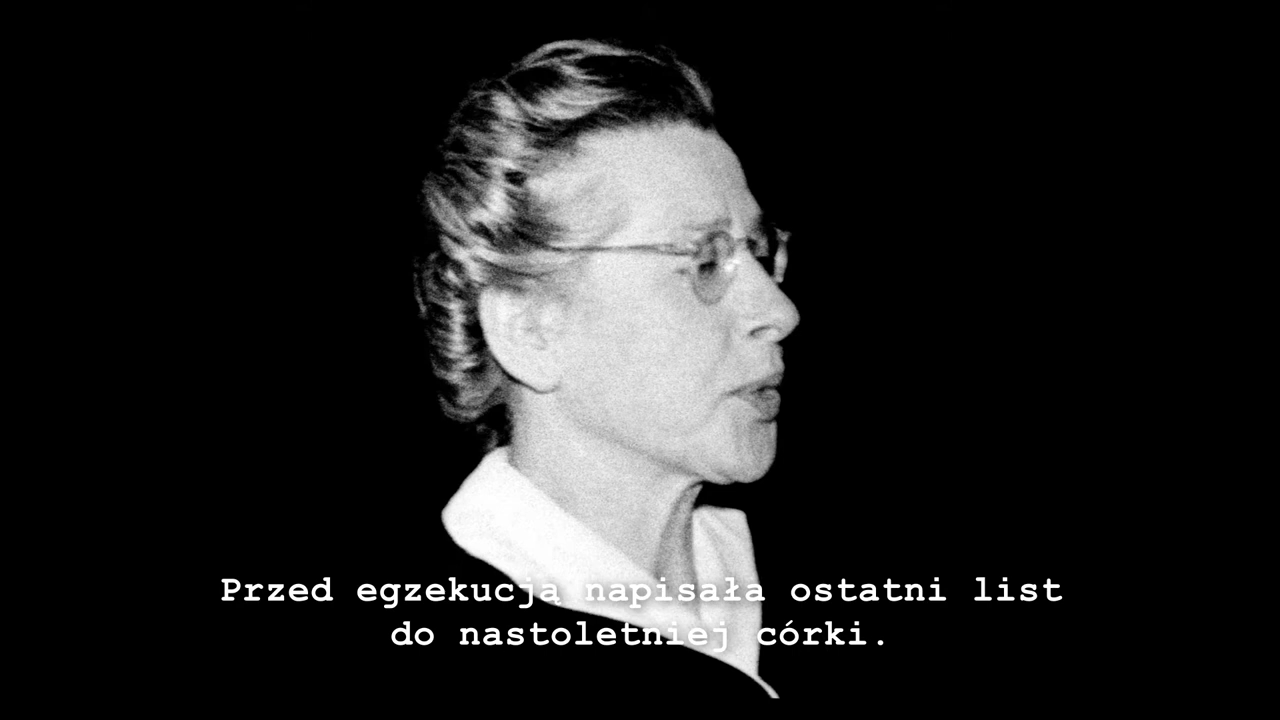 Przed egzekucją napisała ostatni list
do nastoletniej córki.